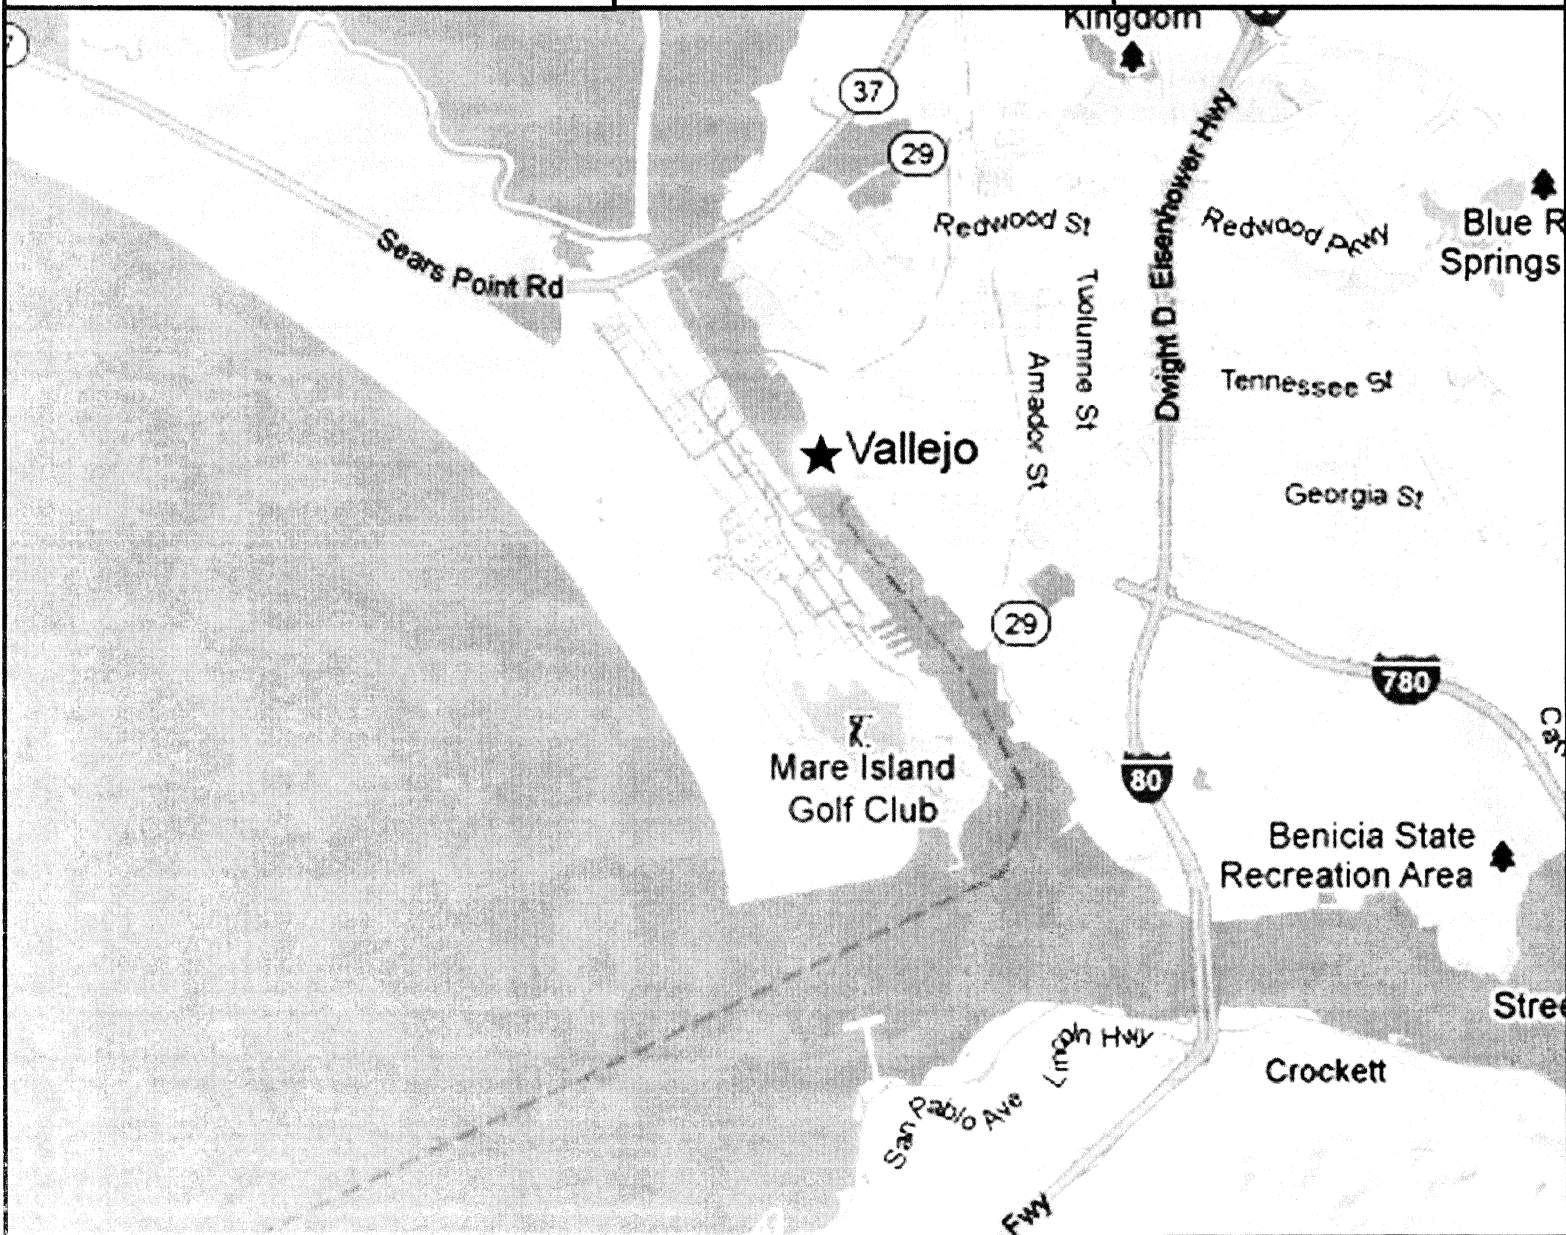 Kingdom
37
29
Redwood St
Dwight D Eisenhower Hwy
Redwood Pkwy
Blue R
Springs
Sears Point Rd
Tuolumne St
Amador St
Tennessee St
Vallejo
Georgia St
29
780
80
Mare Island
Golf Club
Benicia State
Recreation Area
Stree
Lincoln Hwy
Crockett
San Pablo Ave
Fwy